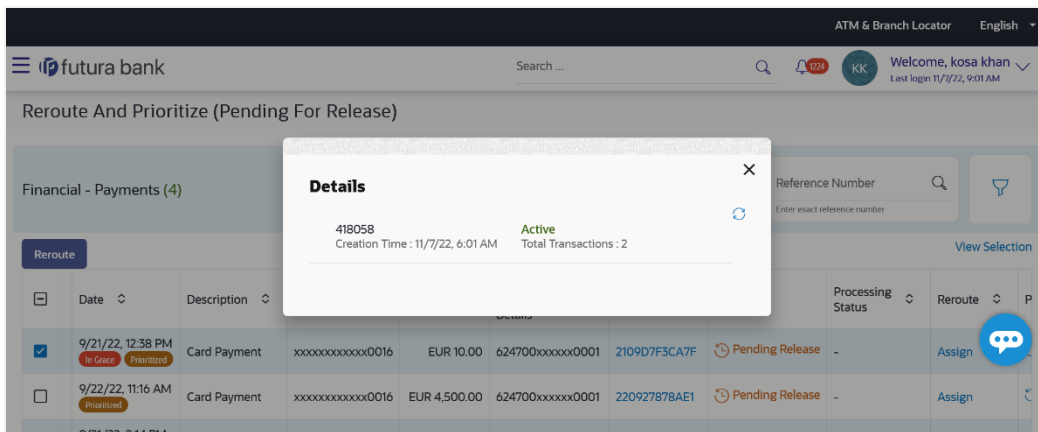 ATM & Branch Locator English
futura bank Search ... 1224 KK Welcome, kosa khan
Last login 11/7/22, 9:01 AM
Reroute And Prioritize (Pending For Release)
Details
Financial - Payments (4) Reference Number
Enter exact reference number
418058 Active
Creation Time : 11/7/22, 6:01 AM Total Transactions : 2
Reroute View Selection
Date Description Details Processing Status Reroute P
9/21/22, 12:38 PM
In Grace Prioritized
Card Payment xxxxxxxxxxxx0016 EUR 10.00 624700xxxxxx0001 2109D7F3CA7F Pending Release - Assign
9/22/22, 11:16 AM
Prioritized
Card Payment xxxxxxxxxxxx0016 EUR 4,500.00 624700xxxxxx0001 220927878AE1 Pending Release - Assign